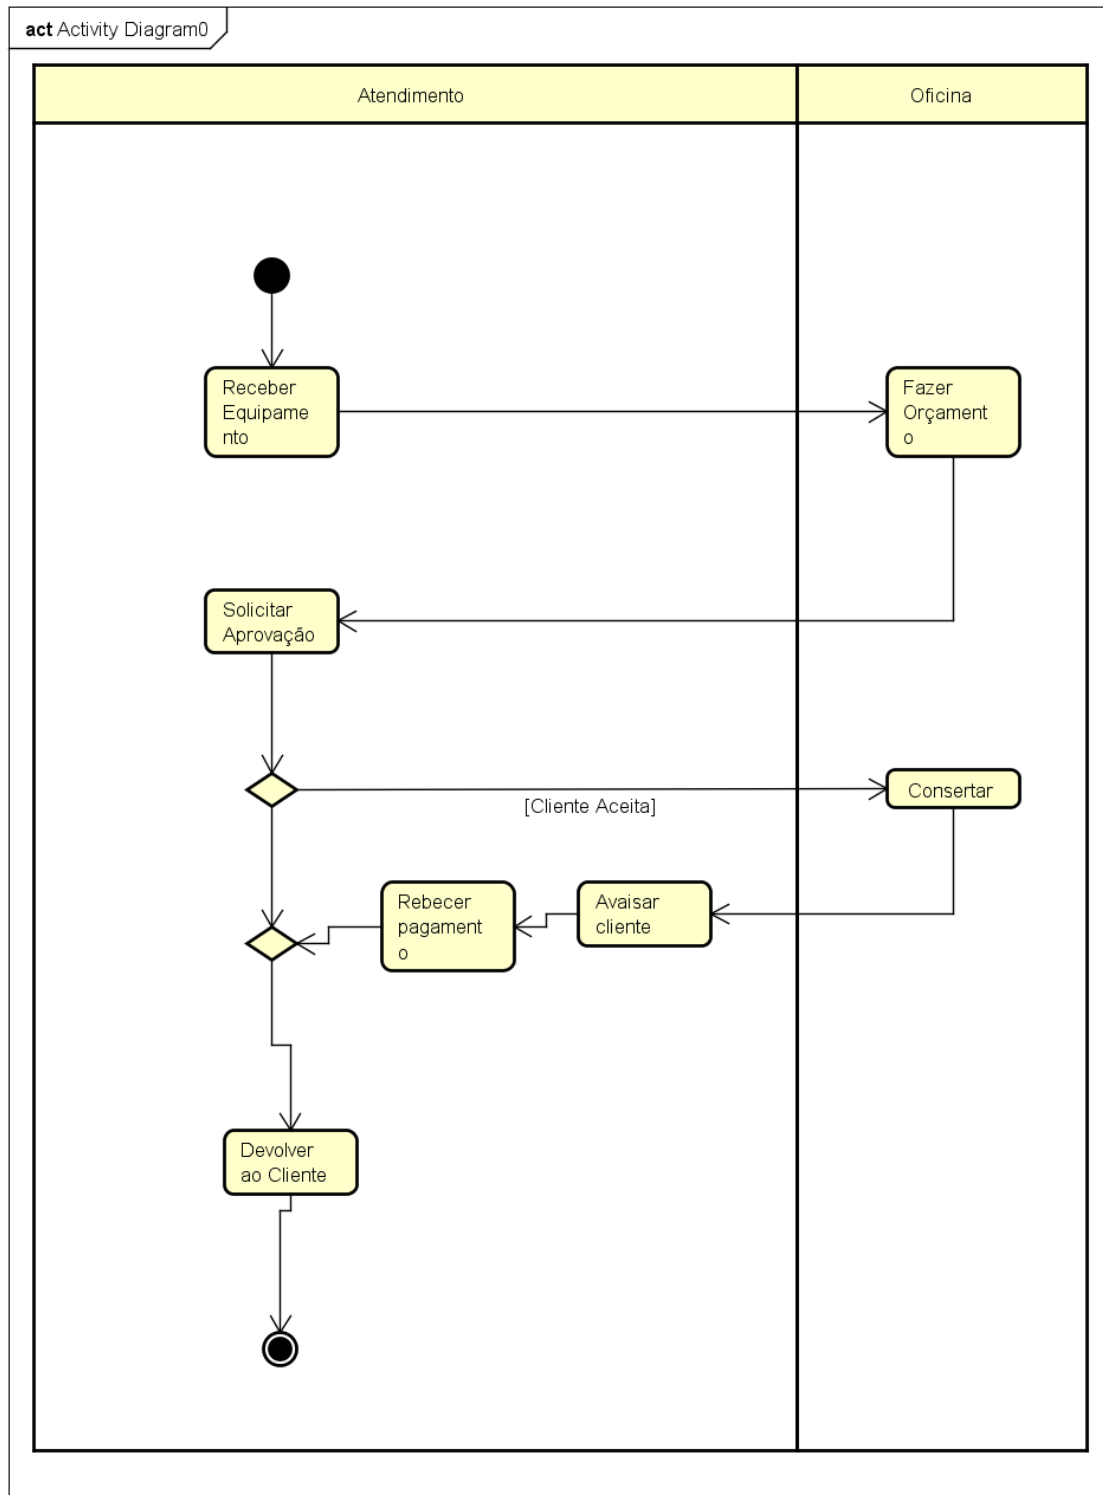 act Activity Diagram0
Atendimento
Oficina
Receber
Equipame
nto
Fazer
Orçament
o
Solicitar
Aprovação
[Cliente Aceita]
Consertar
Rebecer
pagament
o
Avaisar
cliente
Devolver
ao Cliente